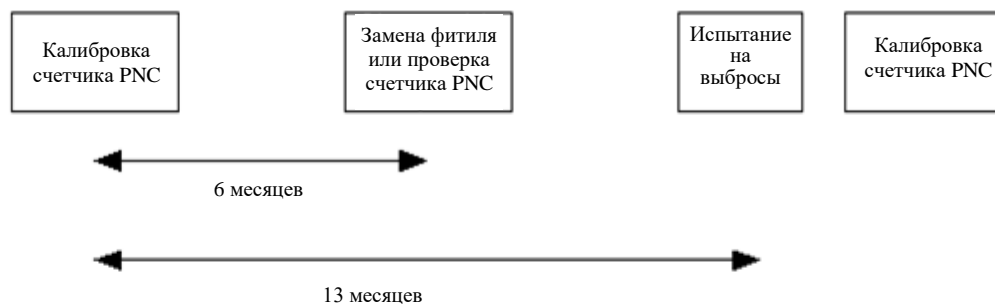 Калибровка
счетчика PNC
Замена фитиля
или проверка
счетчика PNC
Испытание
на
выбросы
Калибровка
счетчика PNC
6 месяцев
13 месяцев